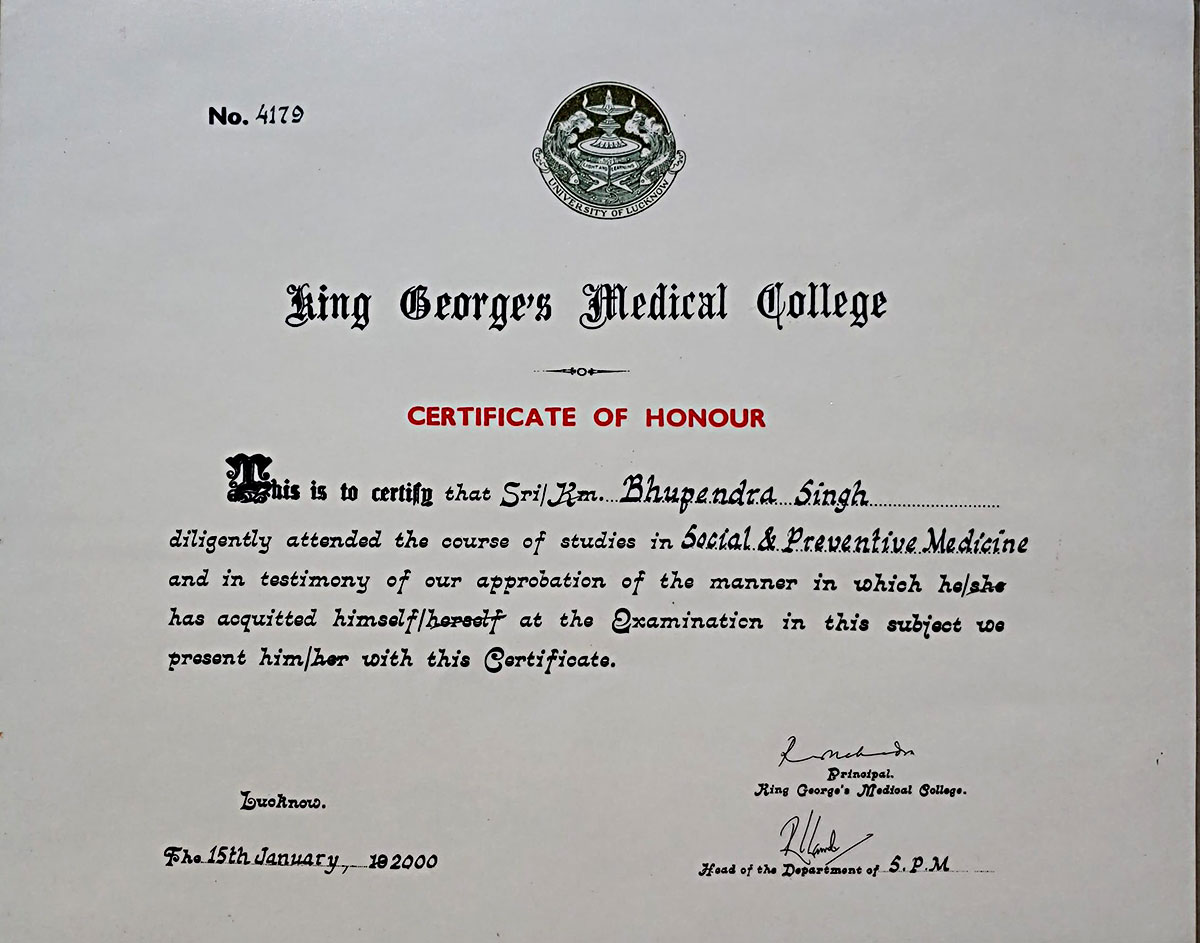 No. 4179
LIGHT AND LEARNING
UNIVERSITY OF LUCKNOW
King George's Medical College
CERTIFICATE OF HONOUR
This is to certify that Sri/Km. Bhupendra Singh
diligently attended the course of studies in Social & Preventive Medicine
and in testimony of our approbation of the manner in which he/she
has acquitted himself/herself at the Examination in this subject we
present him/her with this Certificate.
Principal.
King George's Medical College.
Lucknow.
The 15th January, 192000
Head of the Department of S.P.M